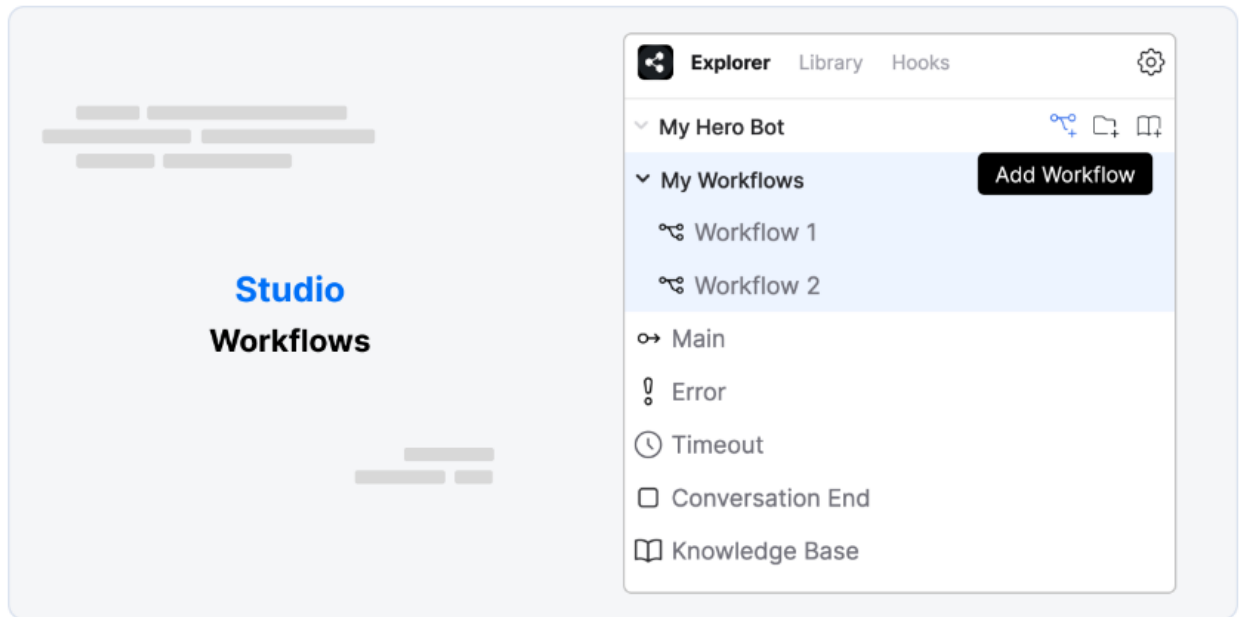 Studio
Workflows
Explorer Library Hooks
My Hero Bot
Add Workflow
My Workflows
Workflow 1
Workflow 2
Main
Error
Timeout
Conversation End
Knowledge Base